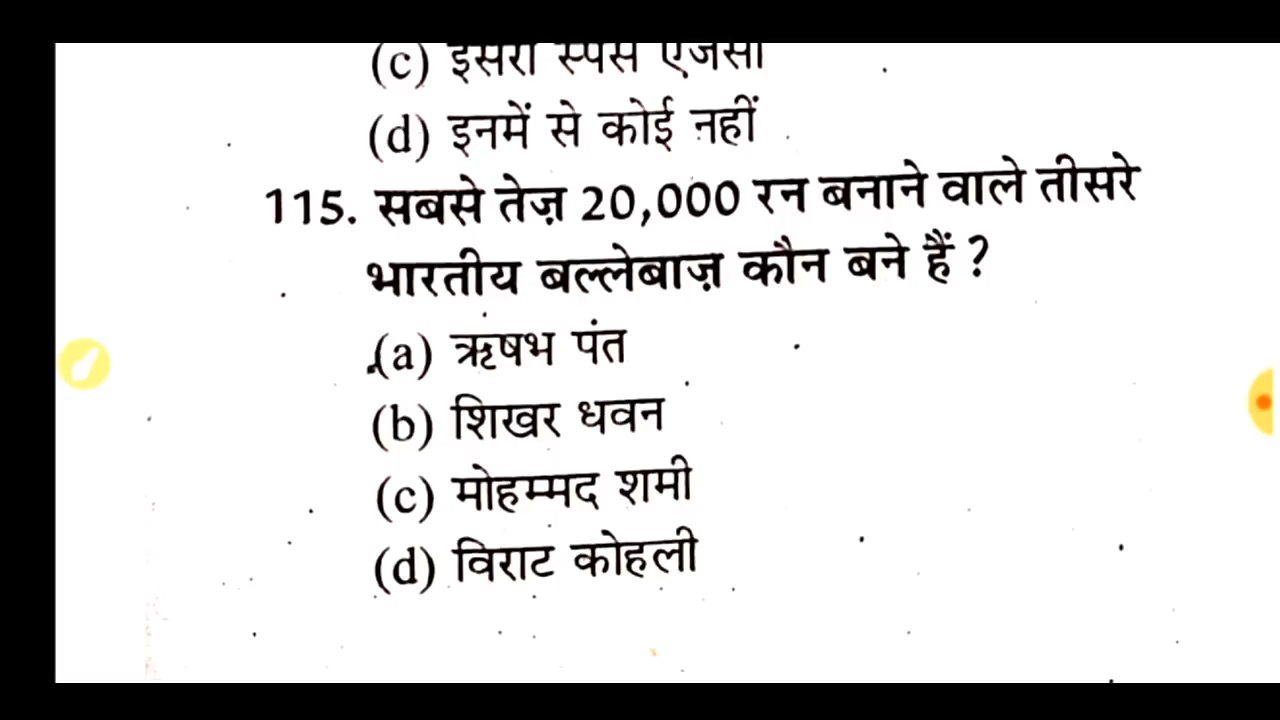 (c) इसरो स्पेस एजेंसी
(d) इनमें से कोई नहीं
115. सबसे तेज़ 20,000 रन बनाने वाले तीसरे
भारतीय बल्लेबाज़ कौन बने हैं ?
(a) ऋषभ पंत
(b) शिखर धवन
(c) मोहम्मद शमी
(d) विराट कोहली